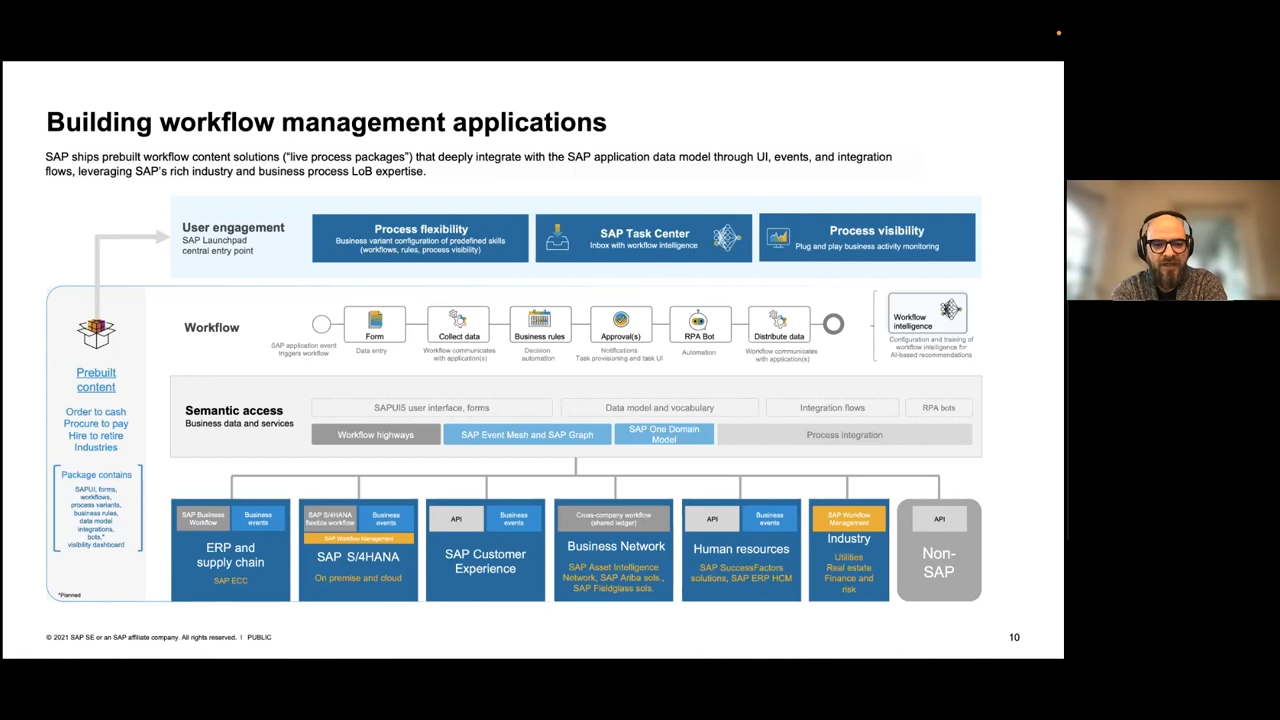 Building workflow management applications
SAP ships prebuilt workflow content solutions (“live process packages”) that deeply integrate with the SAP application data model through UI, events, and integration
flows, leveraging SAP’s rich industry and business process LoB expertise.
User engagement
SAP Launchpad
central entry point
Process flexibility
Business variant configuration of predefined skills
(workflows, rules, process visibility)
SAP Task Center
Inbox with workflow intelligence
Process visibility
Plug and play business activity monitoring
Prebuilt
content
Order to cash
Procure to pay
Hire to retire
Industries
Package contains
SAPUI, forms,
workflows,
process variants,
business rules,
data model
integrations,
bots,*
visibility dashboard
*Planned
Workflow
SAP application event
triggers workflow
Form
Data entry
Collect data
Workflow communicates
with application(s)
Business rules
Decision
automation
Approval(s)
Notifications
Task provisioning and task UI
RPA Bot
Automation
Distribute data
Workflow communicates
with application(s)
Workflow
intelligence
Configuration and training of
workflow intelligence for
AI-based recommendations
Semantic access
Business data and services
SAPUI5 user interface, forms
Data model and vocabulary
Integration flows
RPA bots
Workflow highways
SAP Event Mesh and SAP Graph
SAP One Domain
Model
Process integration
SAP Business
Workflow
Business
events
ERP and
supply chain
SAP ECC
SAP S/4HANA
flexible workflow
Business
events
SAP Workflow Management
SAP S/4HANA
On premise and cloud
API
Business
events
SAP Customer
Experience
Cross-company workflow
(shared ledger)
Business Network
SAP Asset Intelligence
Network, SAP Ariba sols.,
SAP Fieldglass sols.
API
Business
events
Human resources
SAP SuccessFactors
solutions, SAP ERP HCM
SAP Workflow
Management
Industry
Utilities
Real estate
Finance and
risk
API
Non-
SAP
© 2021 SAP SE or an SAP affiliate company. All rights reserved. | PUBLIC
10